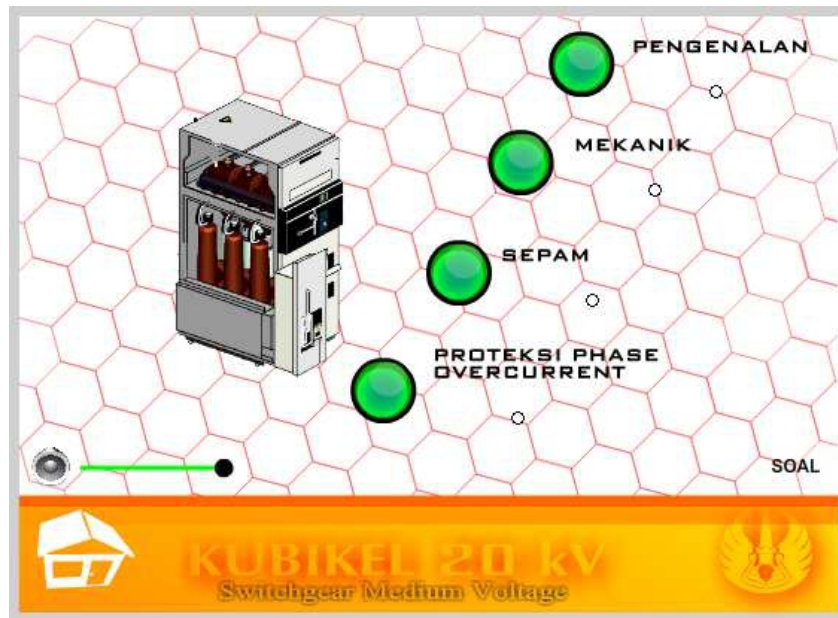 PENGENALAN
MEKANIK
SEPAM
PROTEKSI PHASE
OVERCURRENT
SOAL
KUBIKEL 20 kV
Switchgear Medium Voltage